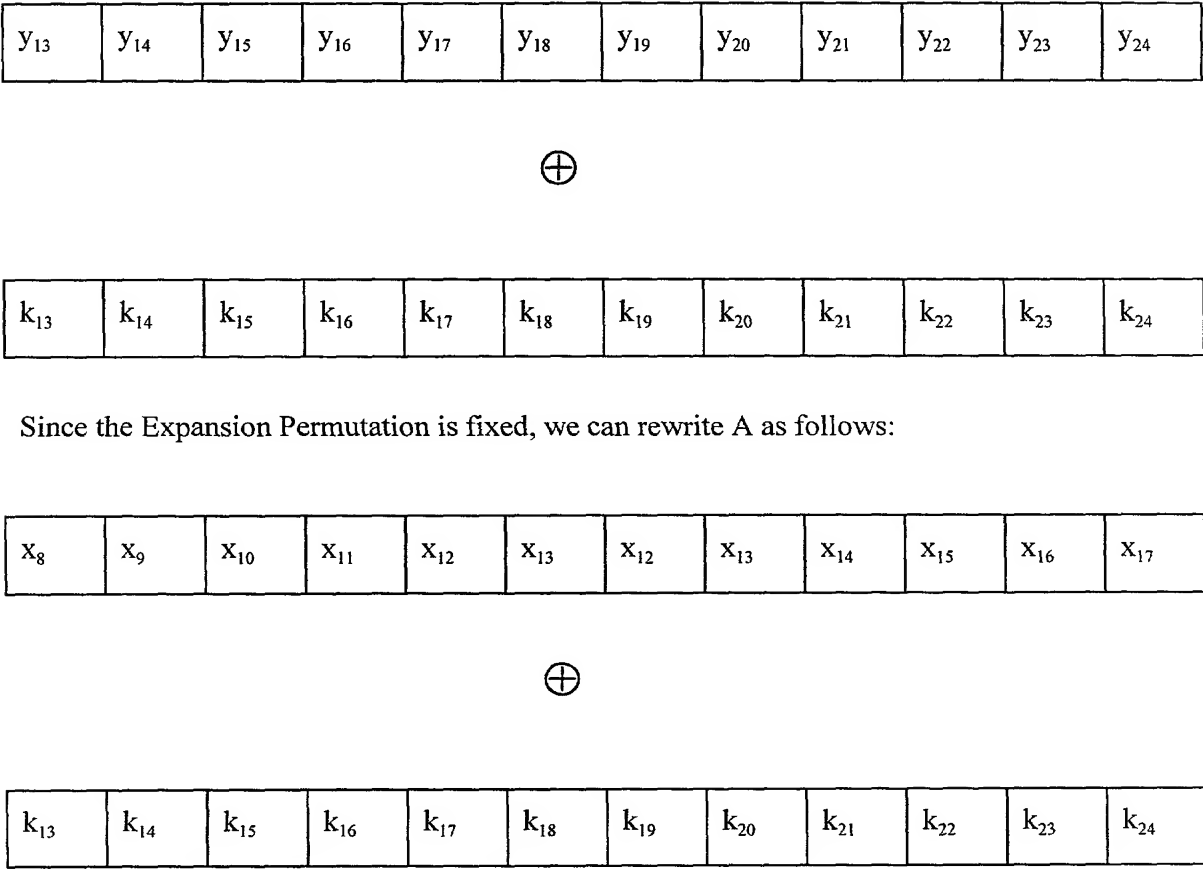 y₁₃ y₁₄ y₁₅ y₁₆ y₁₇ y₁₈ y₁₉ y₂₀ y₂₁ y₂₂ y₂₃ y₂₄
⊕
k₁₃ k₁₄ k₁₅ k₁₆ k₁₇ k₁₈ k₁₉ k₂₀ k₂₁ k₂₂ k₂₃ k₂₄
Since the Expansion Permutation is fixed, we can rewrite A as follows:
x₈ x₉ x₁₀ x₁₁ x₁₂ x₁₃ x₁₂ x₁₃ x₁₄ x₁₅ x₁₆ x₁₇
⊕
k₁₃ k₁₄ k₁₅ k₁₆ k₁₇ k₁₈ k₁₉ k₂₀ k₂₁ k₂₂ k₂₃ k₂₄